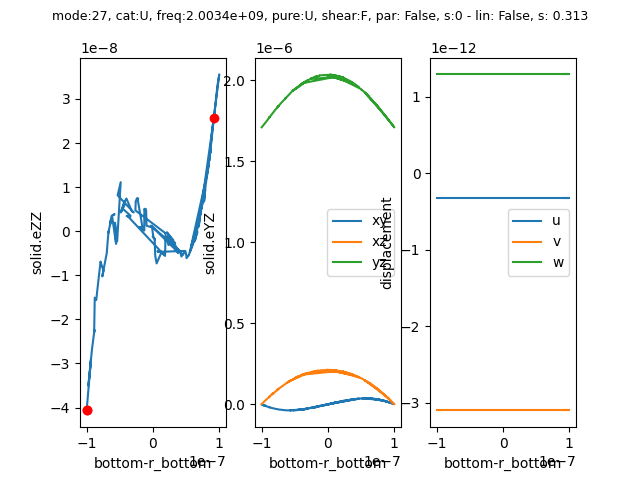 mode:27, cat:U, freq:2.0034e+09, pure:U, shear:F, par: False, s:0 - lin: False, s: 0.313
1e−8
3
2
1
0
−1
−2
−3
−4
−1
0
1
1e−7
bottom-r_bottom
solid.eZZ
1e−6
2.0
1.5
1.0
0.5
0.0
−1
0
1
1e−7
bottom-r_bottom
solid.eYZ
xy
xz
yz
1e−12
1
0
−1
−2
−3
−1
0
1
1e−7
bottom-r_bottom
displacement
u
v
w